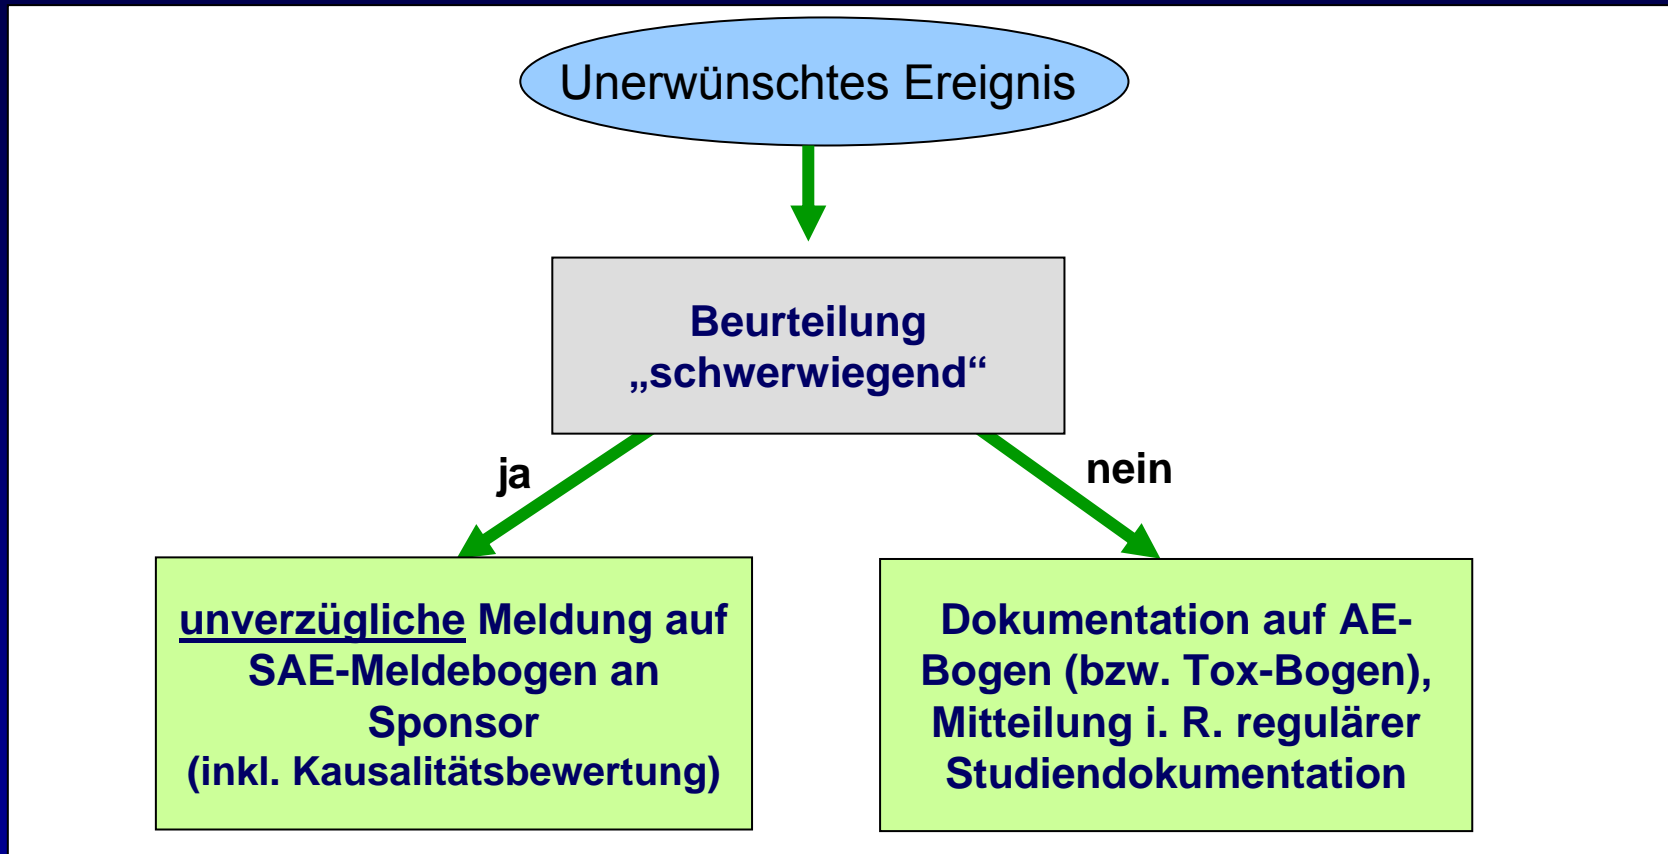 Unerwünschtes Ereignis
Beurteilung
„schwerwiegend“
ja
nein
unverzügliche Meldung auf
SAE-Meldebogen an
Sponsor
(inkl. Kausalitätsbewertung)
Dokumentation auf AE-
Bogen (bzw. Tox-Bogen),
Mitteilung i. R. regulärer
Studiendokumentation